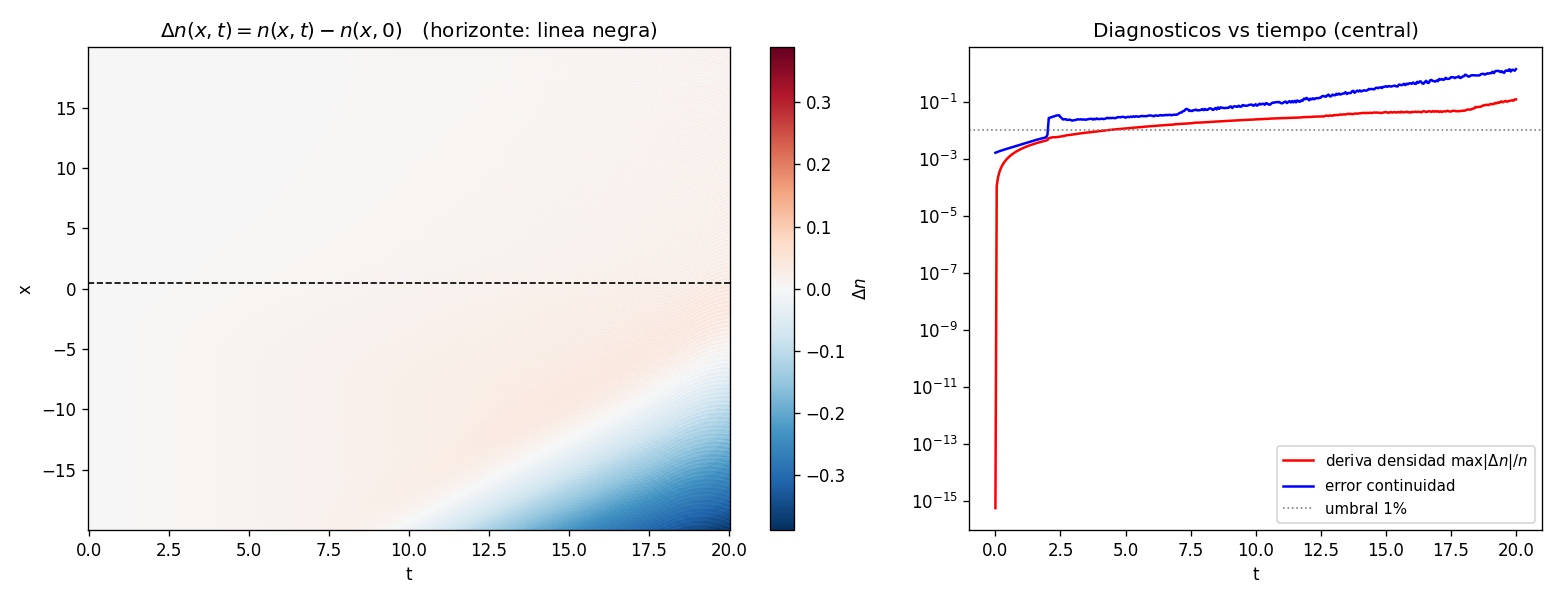 Δn(x, t) = n(x, t) − n(x, 0) (horizonte: linea negra)
x
15
10
5
0
−5
−10
−15
0.0 2.5 5.0 7.5 10.0 12.5 15.0 17.5 20.0
t
0.3
0.2
0.1
0.0
−0.1
−0.2
−0.3
Δn
Diagnosticos vs tiempo (central)
10⁻¹
10⁻³
10⁻⁵
10⁻⁷
10⁻⁹
10⁻¹¹
10⁻¹³
10⁻¹⁵
deriva densidad max|Δn|/n
error continuidad
umbral 1%
0.0 2.5 5.0 7.5 10.0 12.5 15.0 17.5 20.0
t